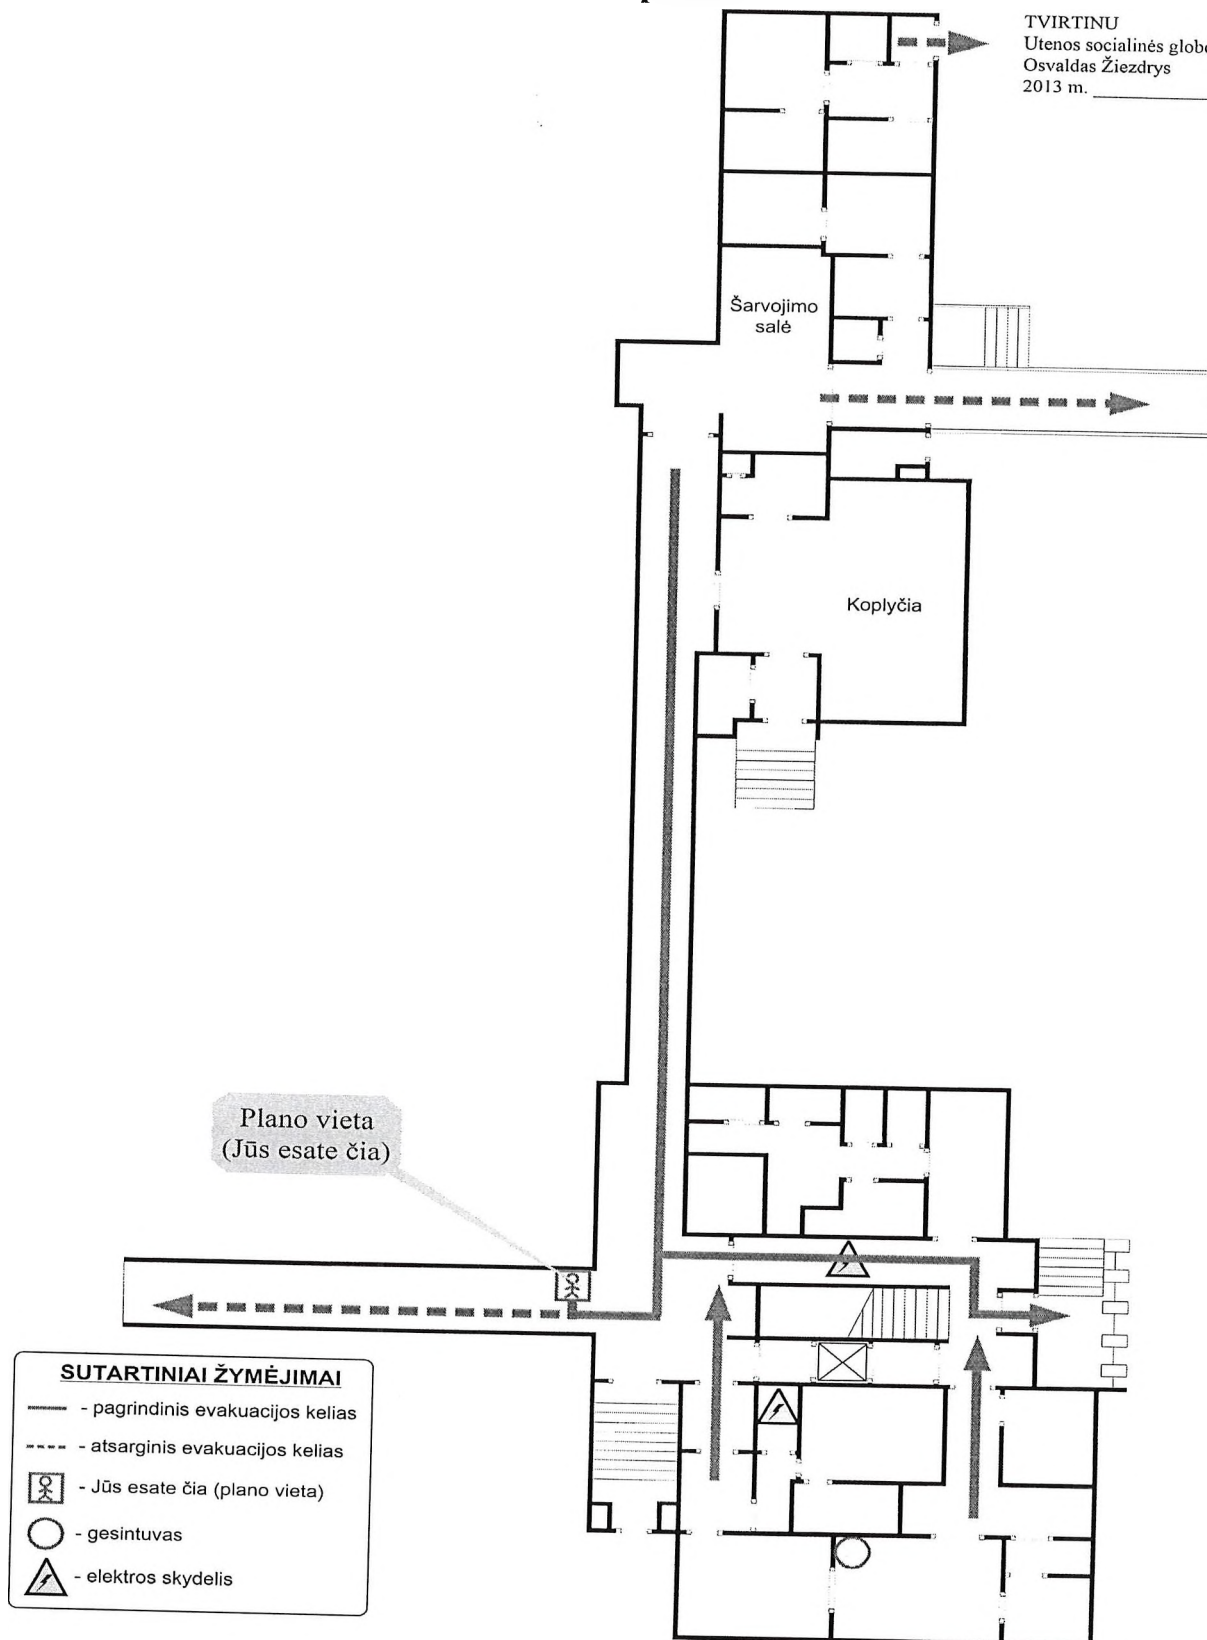 TVIRTINU
Utenos socialinės
Osvaldas Žiezdrys
2013 m. ____________
Šarvojimo
salė
Koplyčia
Plano vieta
(Jūs esate čia)
SUTARTINIAI ŽYMĖJIMAI
- pagrindinis evakuacijos kelias
- atsarginis evakuacijos kelias
- Jūs esate čia (plano vieta)
- gesintuvas
- elektros skydelis